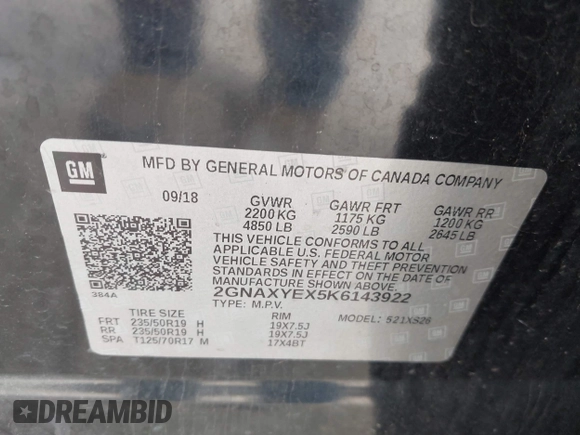 GM
MFD BY GENERAL MOTORS OF CANADA COMPANY
09/18 GVWR GAWR FRT GAWR RR
2200 KG 1175 KG 1200 KG
4850 LB 2590 LB 2645 LB
THIS VEHICLE CONFORMS TO ALL
APPLICABLE U.S. FEDERAL MOTOR
VEHICLE SAFETY AND THEFT PREVENTION
STANDARDS IN EFFECT ON THE DATE OF
MANUFACTURE SHOWN ABOVE.
2GNAXYEX5K6143922
384A
TYPE: M.P.V. MODEL: 521XS26
TIRE SIZE RIM
FRT 235/50R19 H 19X7.5J
RR 235/50R19 H 19X7.5J
SPA T125/70R17 M 17X4BT
DREAMBID